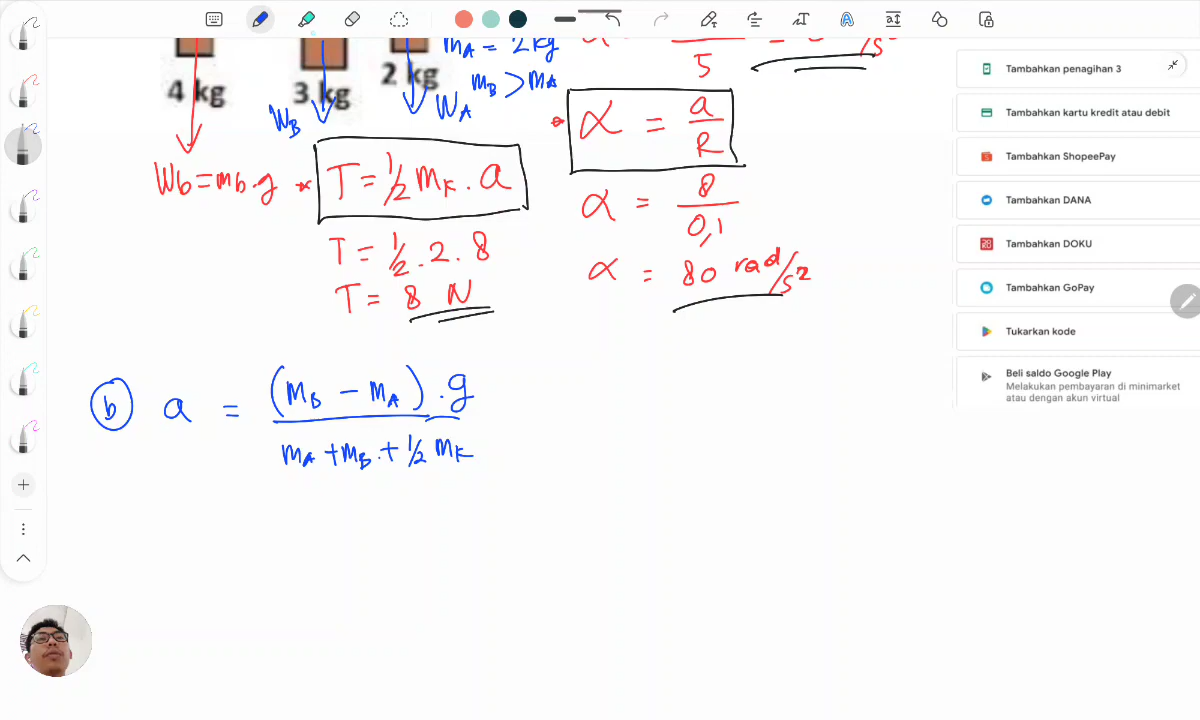 4 kg
3 kg
2 kg
mA = 2 kg
mB > mA
WB
WA
Wb = mb . g
T = 1/2 mK . a
T = 1/2 . 2 . 8
T = 8 N
5
α = a/R
α = 8/0,1
α = 80 rad/s²
b a = (mB – mA) . g
mA + mB + 1/2 mK
Tambahkan penagihan 3
Tambahkan kartu kredit atau debit
Tambahkan ShopeePay
Tambahkan DANA
Tambahkan DOKU
Tambahkan GoPay
Tukarkan kode
Beli saldo Google Play
Melakukan pembayaran di minimarket
atau dengan akun virtual